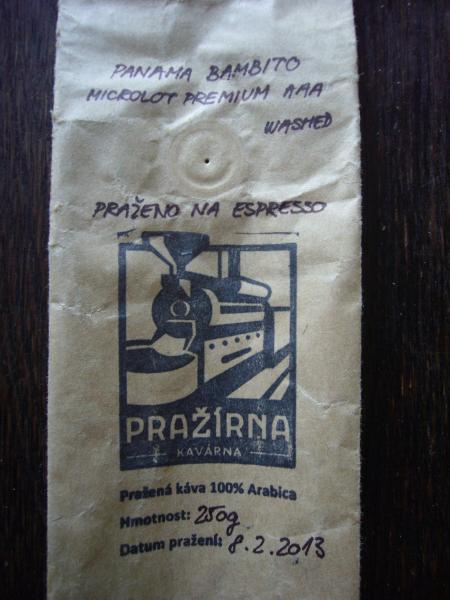 PANAMA BAMBITO
MICROLOT PREMIUM AAA
WASHED
PRAŽENO NA ESPRESSO
PRAŽÍRNA
KAVÁRNA
Pražená káva 100% Arabica
Hmotnost: 250g
Datum pražení: 8.2.2013